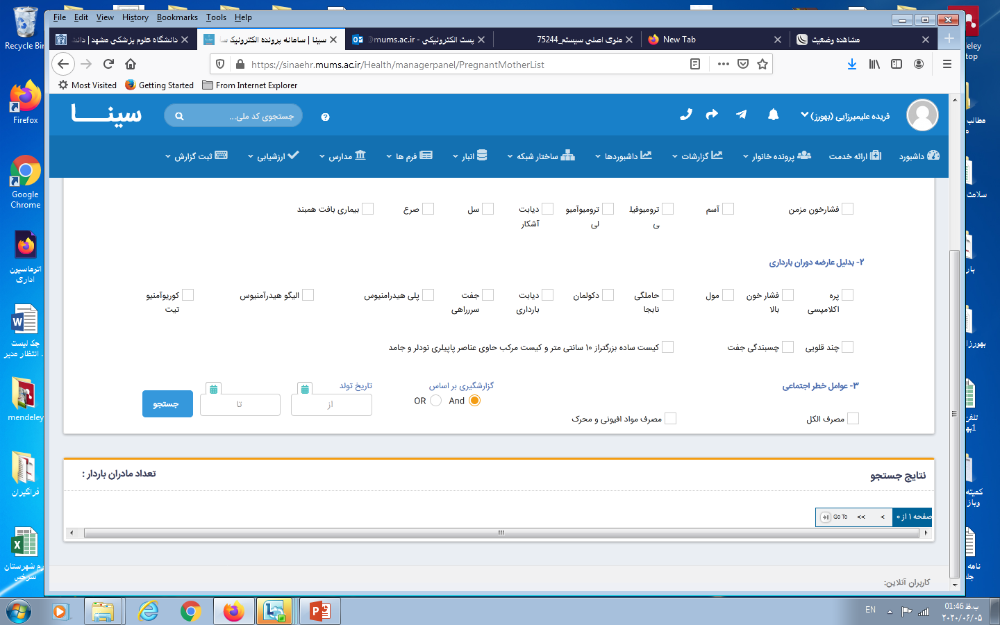 File Edit View History Bookmarks Tools Help
دانشگاه علوم پزشکی مشهد | دانش
سینا | سامانه پرونده الکترونیک سا
پست الکترونیکی - mums.ac.ir@
منوی اصلی سیستم_75244
New Tab
مشاهده وضعیت
https://sinaehr.mums.ac.ir/Health/managerpanel/PregnantMotherList
Most Visited Getting Started From Internet Explorer
سینا
جستجوی کد ملی...
فریده علیمیرزایی (بهورز)
داشبورد
ارائه خدمت
پرونده خانوار
گزارشات
داشبوردها
ساختار شبکه
انبار
فرم ها
مدارس
ارزشیابی
ثبت گزارش
فشارخون مزمن
آسم
ترومبوفیلی
ترومبوآمبولی
دیابت آشکار
سل
صرع
بیماری بافت همبند
۲- بدلیل عارضه دوران بارداری
پره اکلامپسی
فشار خون بالا
مول
حاملگی نابجا
دکولمان
دیابت بارداری
جفت سرراهی
پلی هیدرامنیوس
الیگو هیدرآمنیوس
کوریوآمنیوتیت
چند قلویی
چسبندگی جفت
کیست ساده بزرگتراز ۱۰ سانتی متر و کیست مرکب حاوی عناصر پاپیلری نودلر و جامد
۳- عوامل خطر اجتماعی
گزارشگیری بر اساس
And
OR
تاریخ تولد
از
تا
جستجو
مصرف الکل
مصرف مواد افیونی و محرک
نتایج جستجو
تعداد مادران باردار :
صفحه ۱ از ۰
<
<<
Go To
کاربران آنلاین:
Recycle Bin
Firefox
Google Chrome
اتوماسیون اداری
چک لیست
انتظار مدیر
mendeley
فراگیران
رم شهرستان سرخس
eley
top
مطالب
سلامت
بار
بهورزا
تلفن
1به
کمیته
وباز
نامه
جل
EN
01:46 ب.ظ
۲۰۲۰/۰۶/۰۵